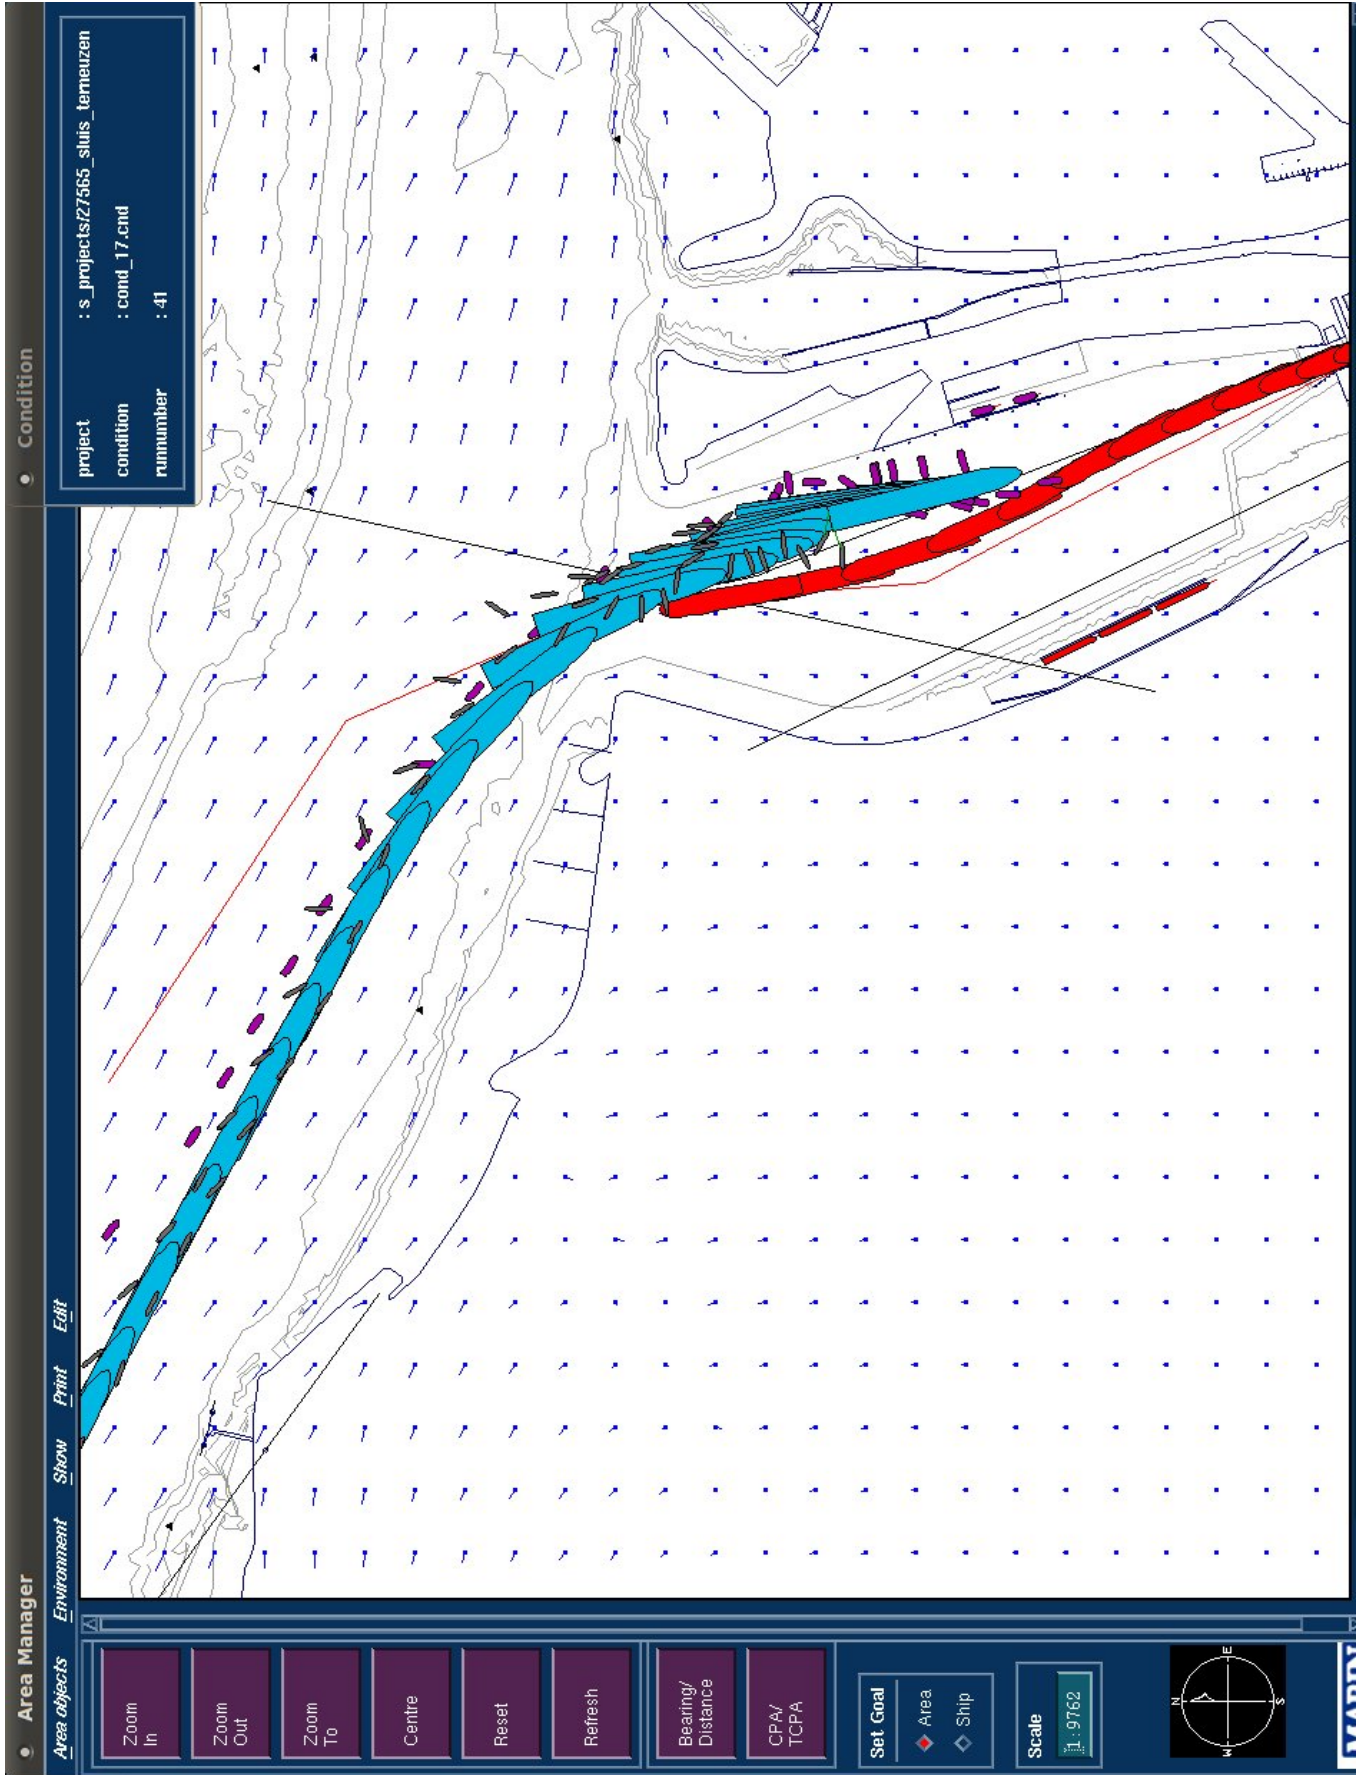 Area Manager
Condition
Area objects Environment Show Print Edit
project : s_projects/27565_sluis_terneuzen
condition : cond_17.cnd
runnumber : 41
Zoom
In
Zoom
Out
Zoom
To
Centre
Reset
Refresh
Bearing/
Distance
CPA/
TCPA
Set Goal
Area
Ship
Scale
1 : 9762
N
W E
S